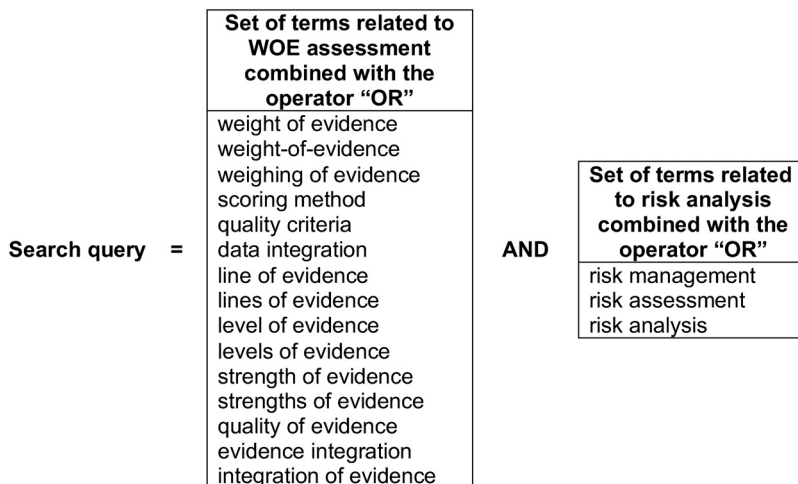 Set of terms related to
WOE assessment
combined with the
operator “OR”
weight of evidence
weight-of-evidence
weighing of evidence
scoring method
quality criteria
data integration
line of evidence
lines of evidence
level of evidence
levels of evidence
strength of evidence
strengths of evidence
quality of evidence
evidence integration
integration of evidence
Search query =
AND
Set of terms related
to risk analysis
combined with the
operator “OR”
risk management
risk assessment
risk analysis